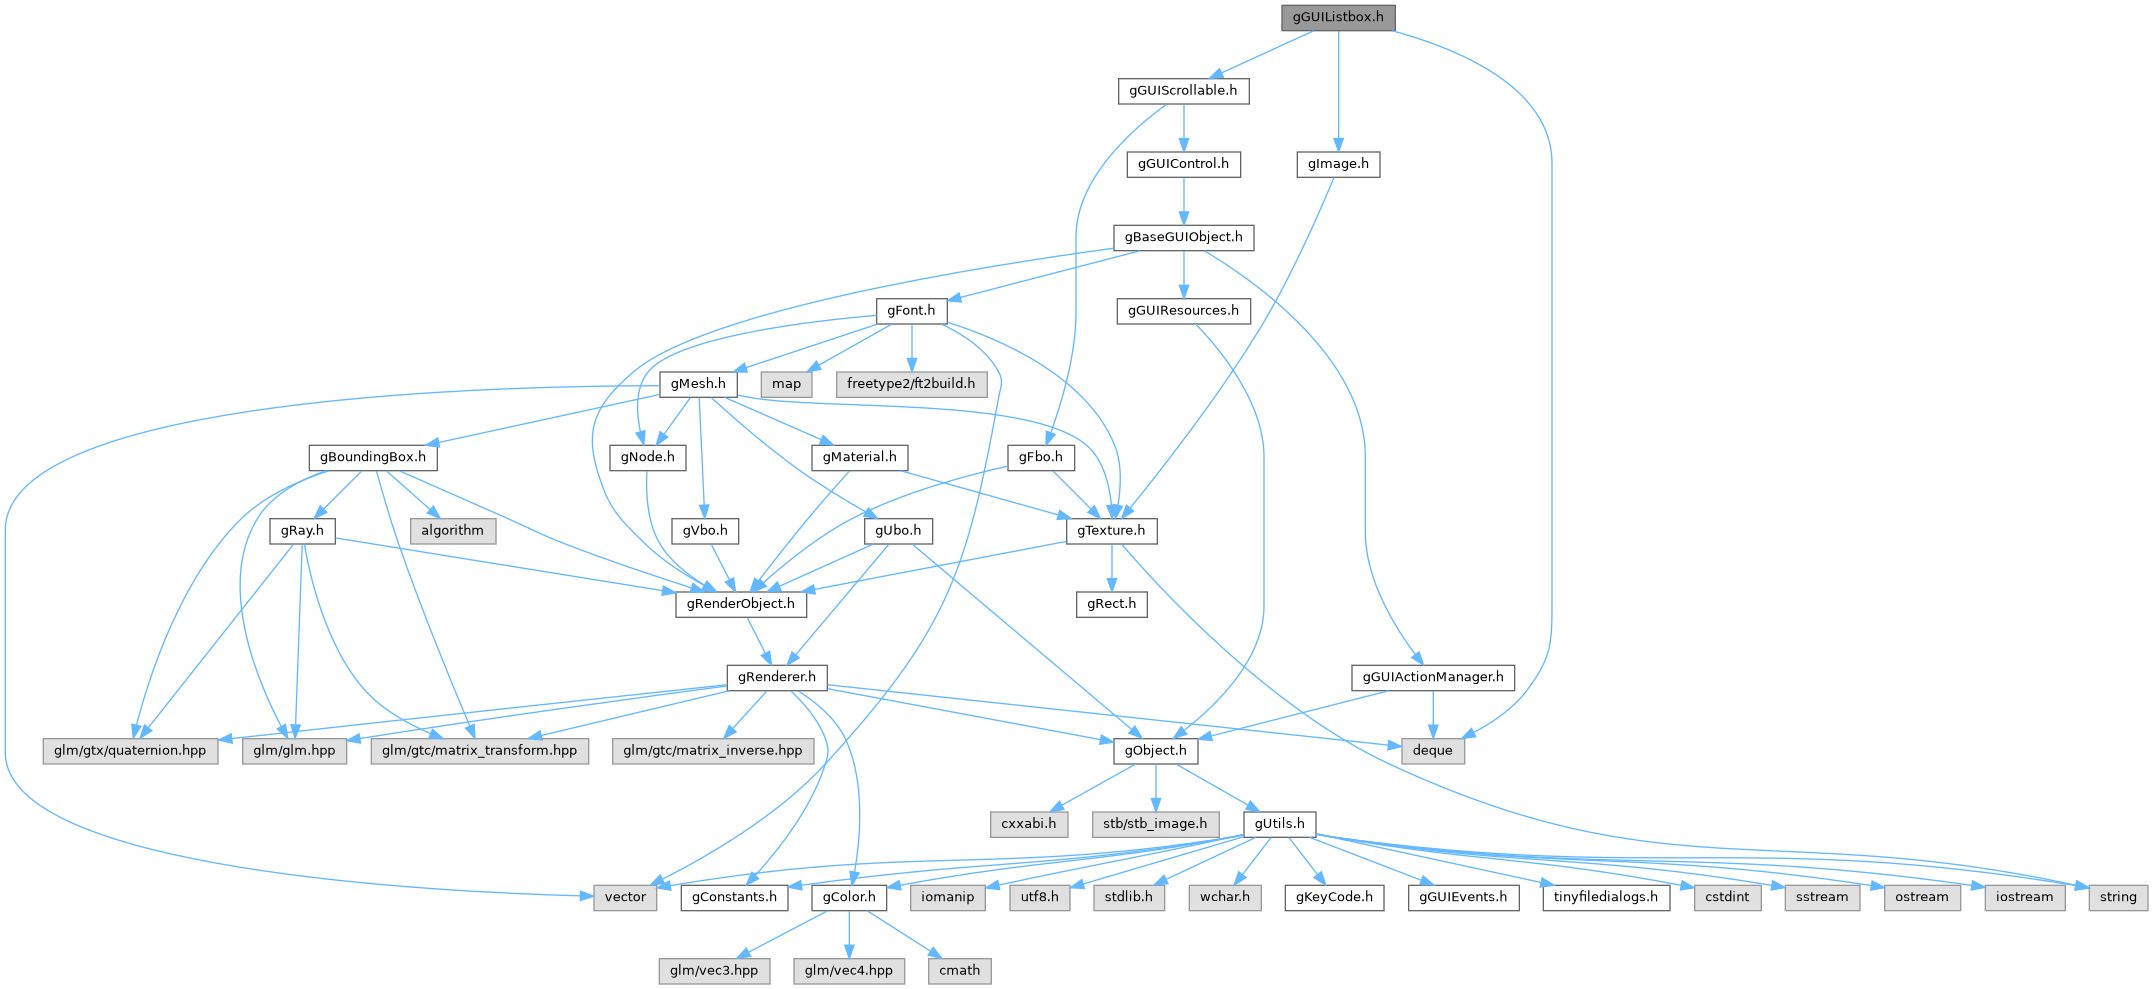 gGUIListbox.h
gGUIScrollable.h
gGUIControl.h
gImage.h
gBaseGUIObject.h
gFont.h
gGUIResources.h
gMesh.h
map
freetype2/ft2build.h
gBoundingBox.h
gNode.h
gMaterial.h
gFbo.h
gRay.h
algorithm
gVbo.h
gUbo.h
gTexture.h
gRenderObject.h
gRect.h
gRenderer.h
gGUIActionManager.h
glm/gtx/quaternion.hpp
glm/glm.hpp
glm/gtc/matrix_transform.hpp
glm/gtc/matrix_inverse.hpp
gObject.h
deque
cxxabi.h
stb/stb_image.h
gUtils.h
vector
gConstants.h
gColor.h
iomanip
utf8.h
stdlib.h
wchar.h
gKeyCode.h
gGUIEvents.h
tinyfiledialogs.h
cstdint
sstream
ostream
iostream
string
glm/vec3.hpp
glm/vec4.hpp
cmath